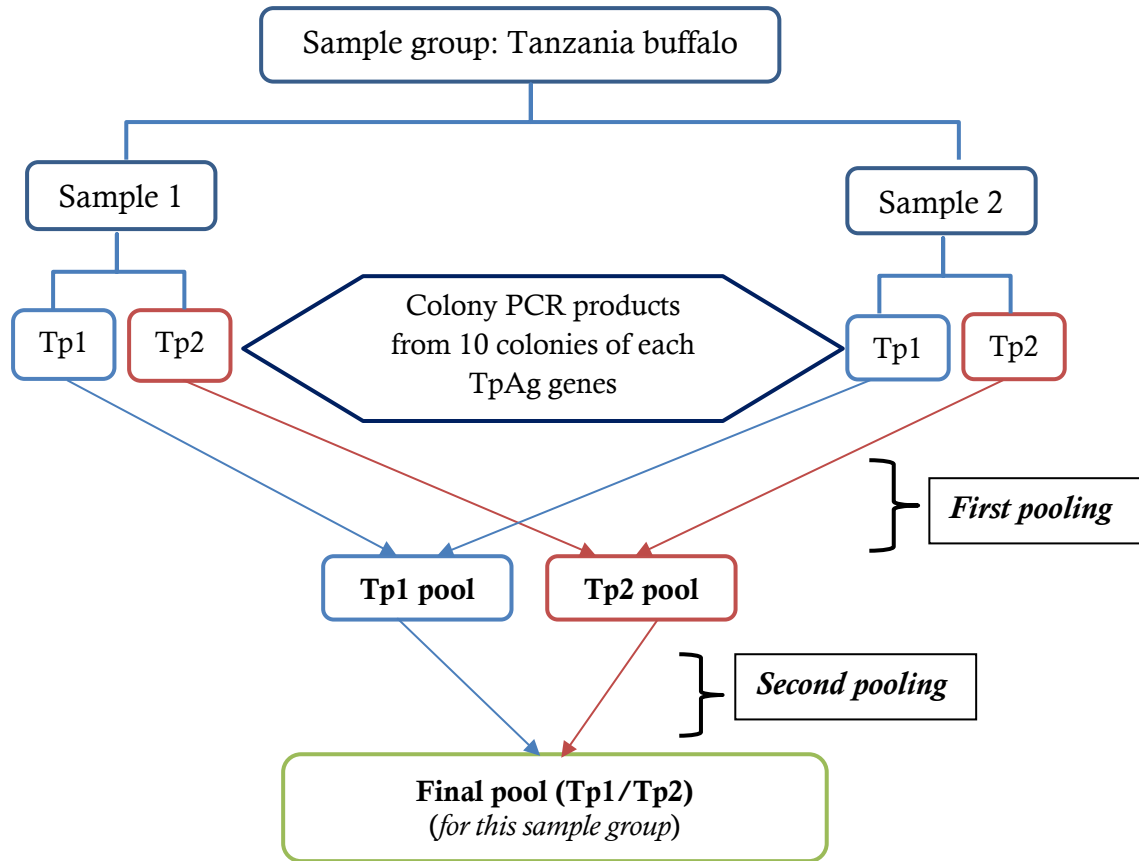 Sample group: Tanzania buffalo
Sample 1
Sample 2
Tp1
Tp2
Colony PCR products
from 10 colonies of each
TpAg genes
Tp1
Tp2
First pooling
Tp1 pool
Tp2 pool
Second pooling
Final pool (Tp1/Tp2)
(for this sample group)